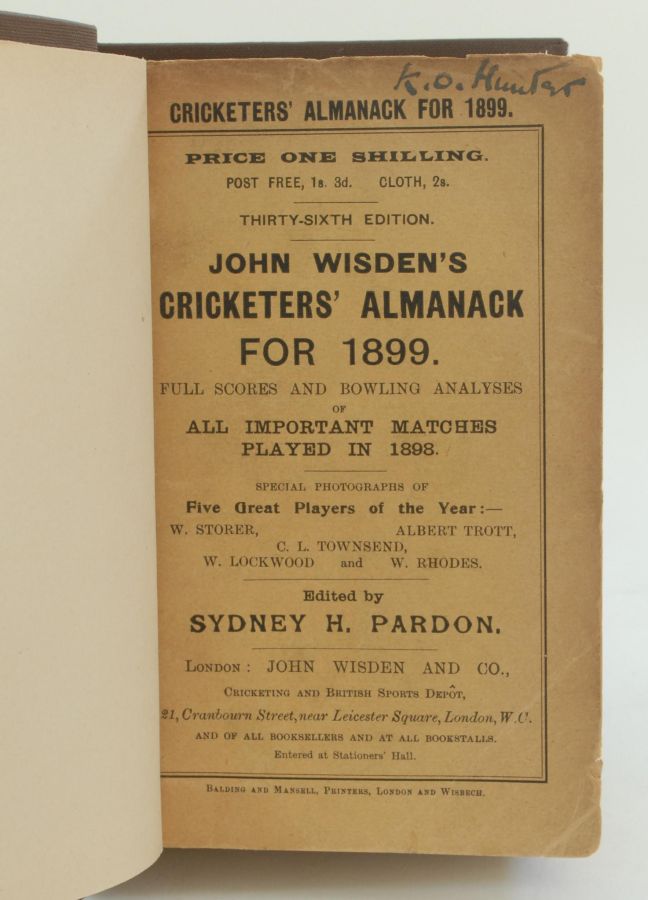 K. O. Hunter
CRICKETERS' ALMANACK FOR 1899.
PRICE ONE SHILLING.
POST FREE, 1s. 3d. CLOTH, 2s.
THIRTY-SIXTH EDITION.
JOHN WISDEN'S
CRICKETERS' ALMANACK
FOR 1899.
FULL SCORES AND BOWLING ANALYSES
OF
ALL IMPORTANT MATCHES
PLAYED IN 1898.
SPECIAL PHOTOGRAPHS OF
Five Great Players of the Year:—
W. STORER, ALBERT TROTT,
C. L. TOWNSEND,
W. LOCKWOOD and W. RHODES.
Edited by
SYDNEY H. PARDON.
LONDON: JOHN WISDEN AND CO.,
CRICKETING AND BRITISH SPORTS DEPÔT,
21, Cranbourn Street, near Leicester Square, London, W.C.
AND OF ALL BOOKSELLERS AND AT ALL BOOKSTALLS.
Entered at Stationers' Hall.
BALDING AND MANSELL, PRINTERS, LONDON AND WISBECH.